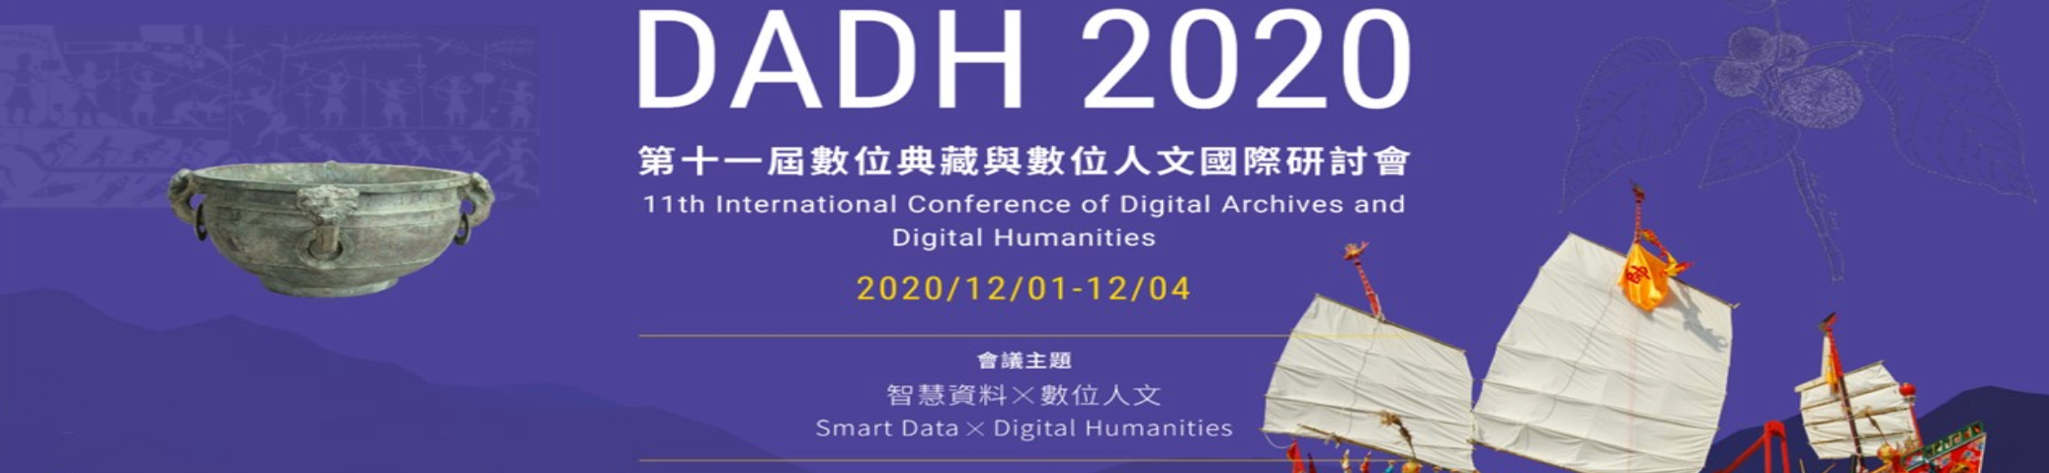 DADH 2020
第十一屆數位典藏與數位人文國際研討會
11th International Conference of Digital Archives and
Digital Humanities
2020/12/01-12/04
會議主題
智慧資料×數位人文
Smart Data × Digital Humanities